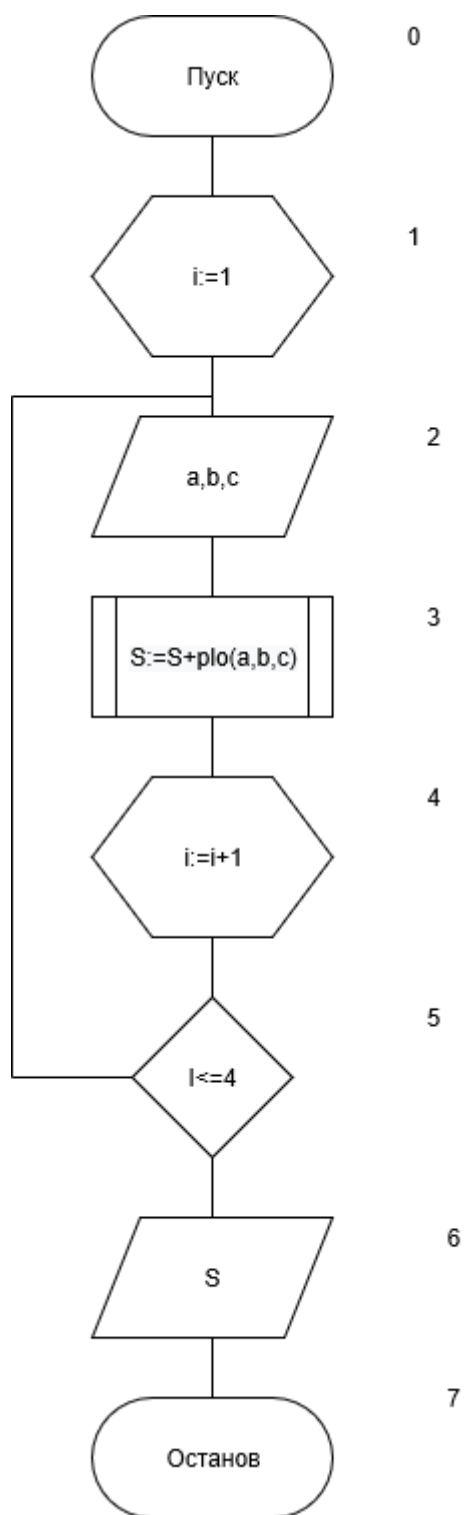 0
Пуск
1
i:=1
2
a,b,c
3
S:=S+plo(a,b,c)
4
i:=i+1
5
I<=4
6
S
7
Останов